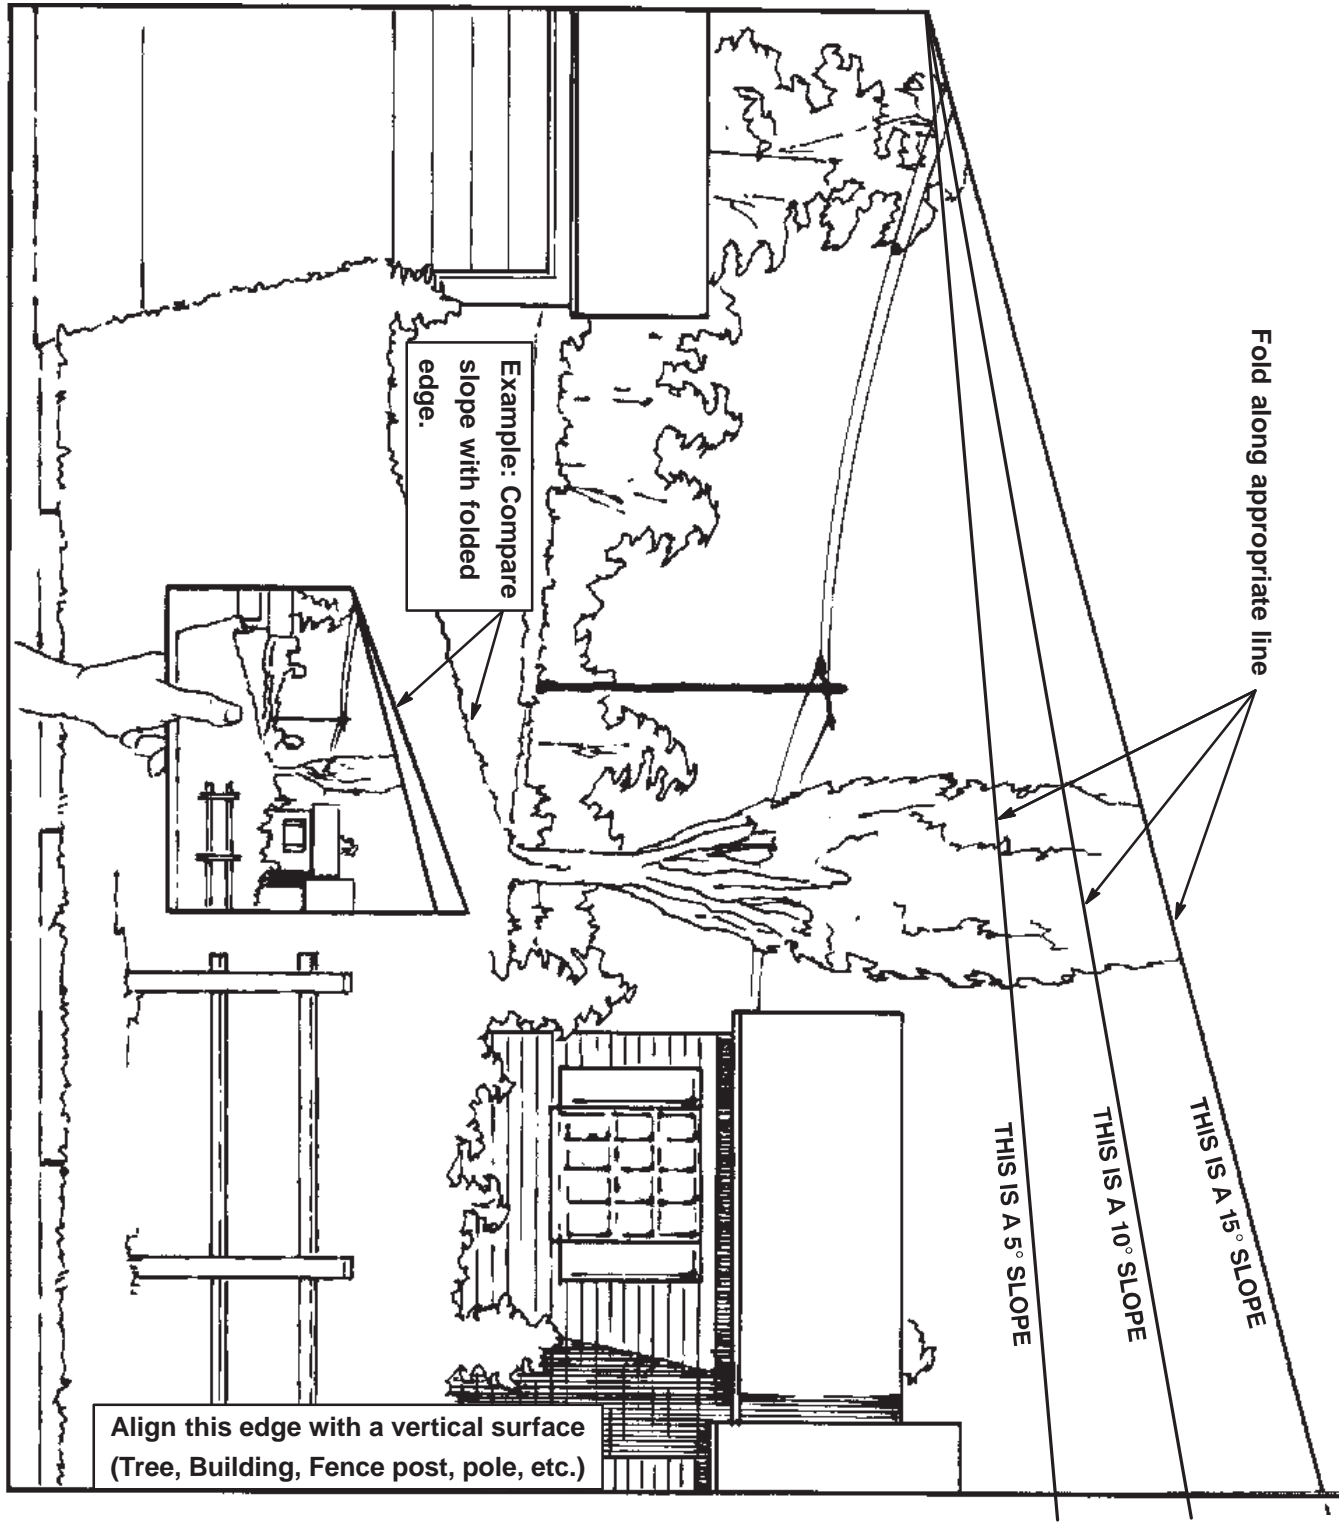 Fold along appropriate line
Example: Compare
slope with folded
edge.
THIS IS A 15° SLOPE
THIS IS A 10° SLOPE
THIS IS A 5° SLOPE
Align this edge with a vertical surface
(Tree, Building, Fence post, pole, etc.)